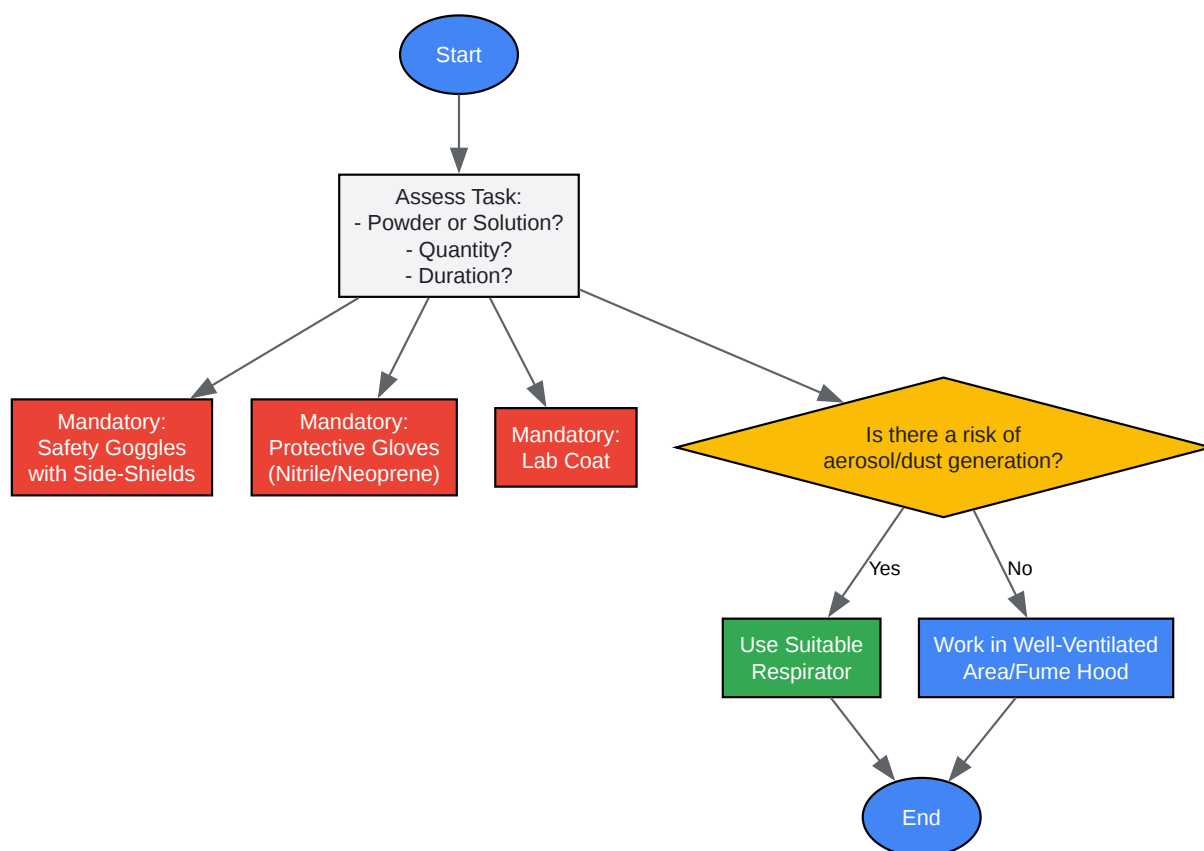 Start
Assess Task:
- Powder or Solution?
- Quantity?
- Duration?
Mandatory:
Safety Goggles
with Side-Shields
Mandatory:
Protective Gloves
(Nitrile/Neoprene)
Mandatory:
Lab Coat
Is there a risk of
aerosol/dust generation?
Yes
No
Use Suitable
Respirator
Work in Well-Ventilated
Area/Fume Hood
End